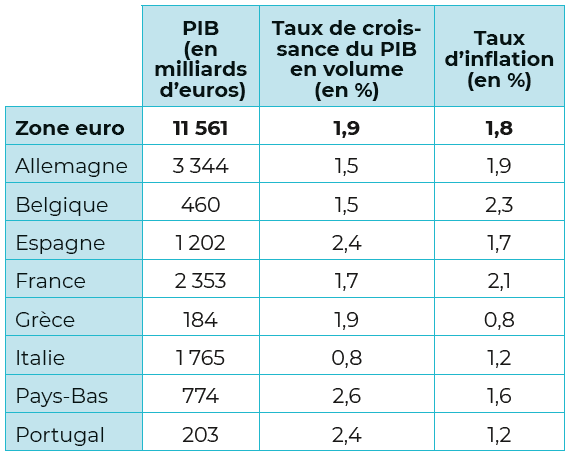 PIB
(en
milliards
d’euros)
Taux de crois-
sance du PIB
en volume
(en %)
Taux
d’inflation
(en %)
Zone euro 11 561 1,9 1,8
Allemagne 3 344 1,5 1,9
Belgique 460 1,5 2,3
Espagne 1 202 2,4 1,7
France 2 353 1,7 2,1
Grèce 184 1,9 0,8
Italie 1 765 0,8 1,2
Pays-Bas 774 2,6 1,6
Portugal 203 2,4 1,2